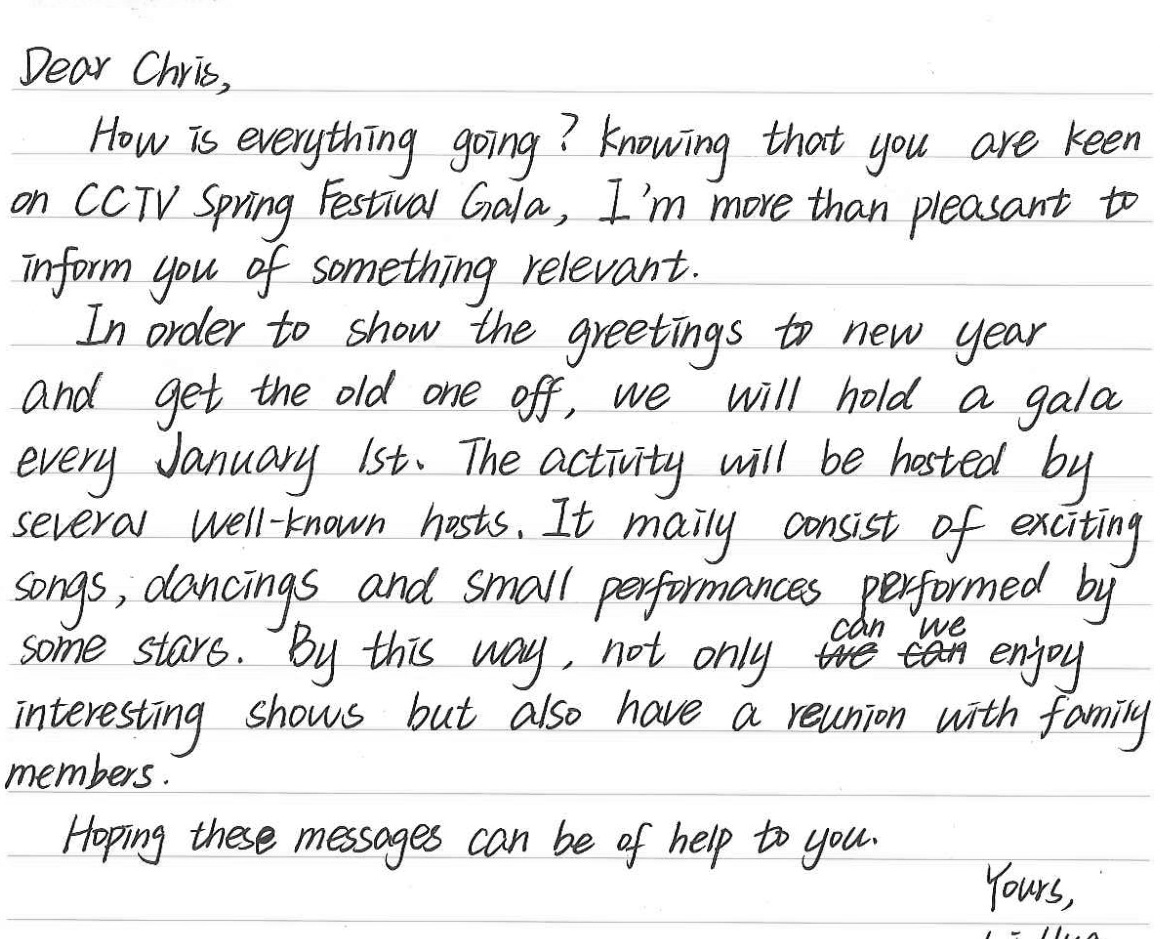 Dear Chris,
How is everything going? Knowing that you are keen
on CCTV Spring Festival Gala, I'm more than pleasant to
inform you of something relevant.
In order to show the greetings to new year
and get the old one off, we will hold a gala
every January 1st. The activity will be hosted by
several well-known hosts. It maily consist of exciting
songs, dancings and small performances performed by
some stars. By this way, not only can we enjoy
interesting shows but also have a reunion with family
members.
Hoping these messages can be of help to you.
Yours,